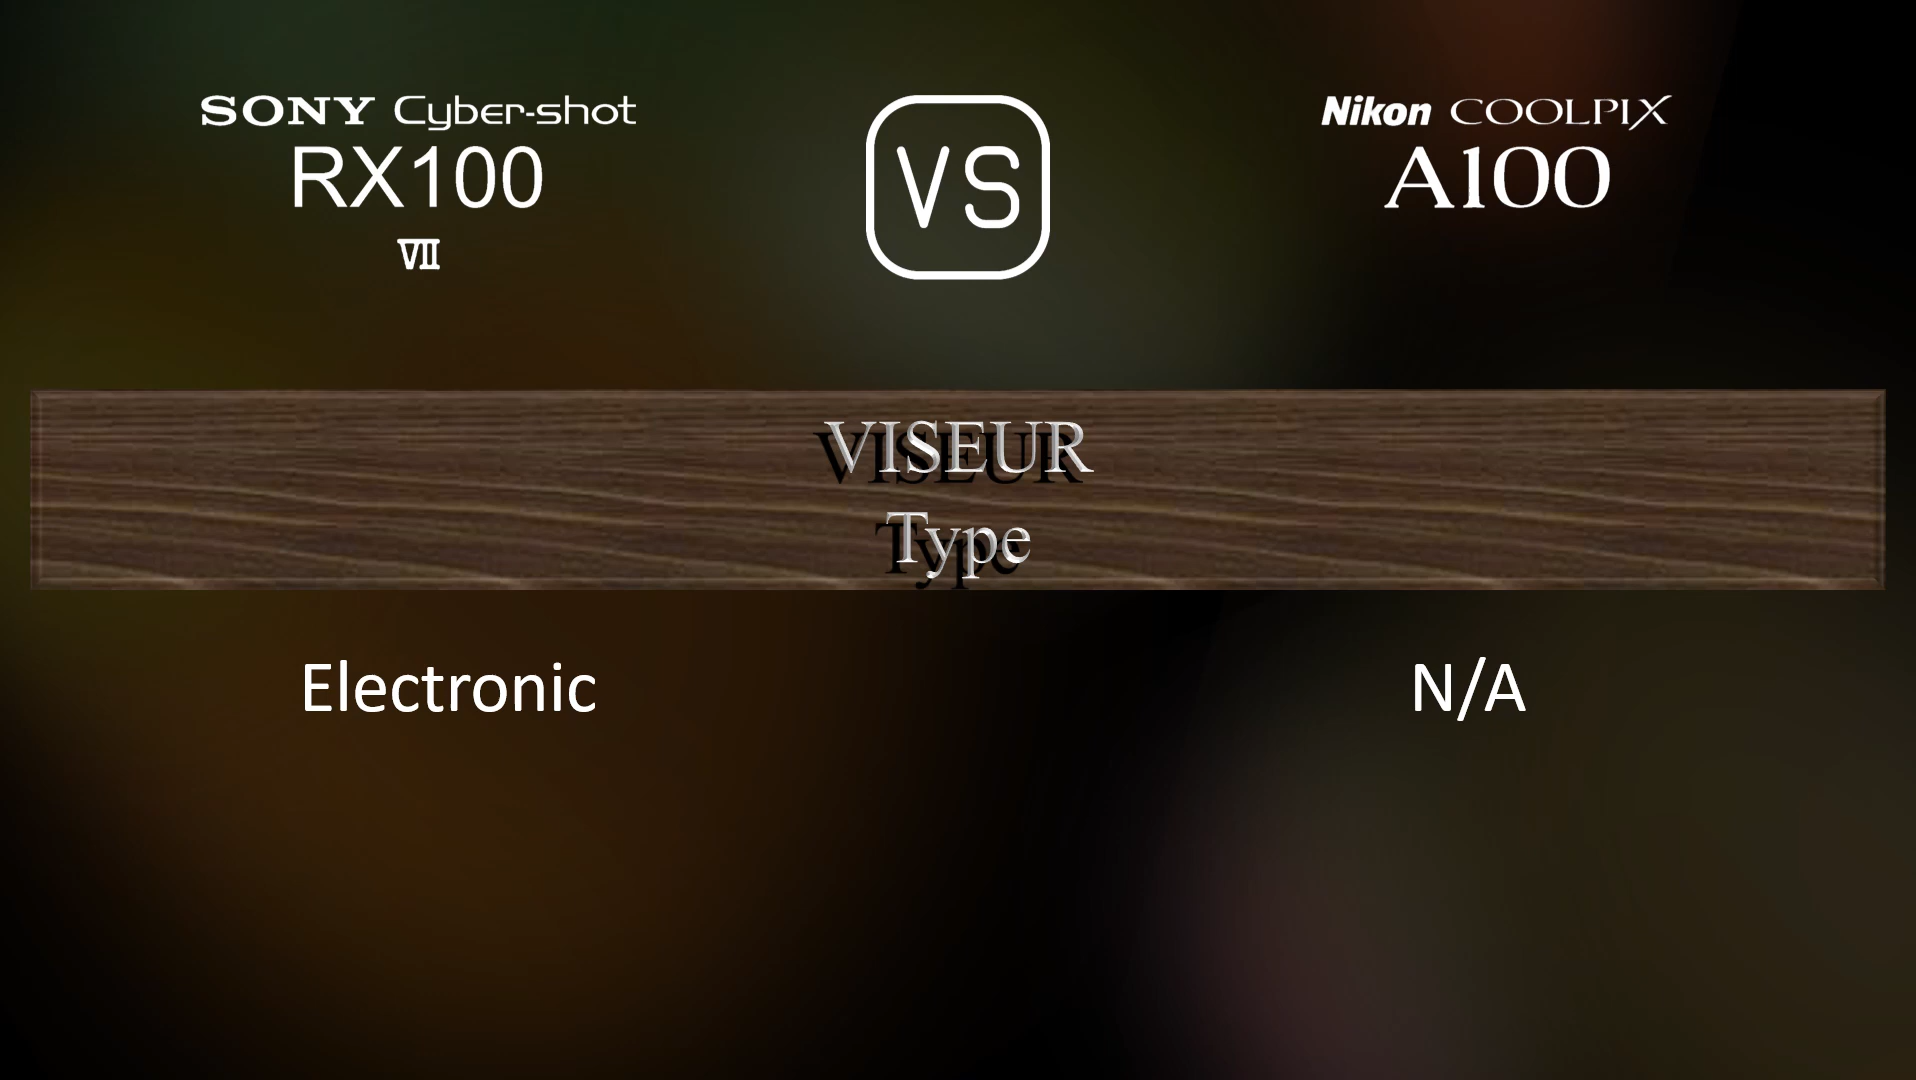 SONY Cyber-shot
RX100
VII
VS
Nikon COOLPIX
A100
VISEUR
Type
Electronic
N/A